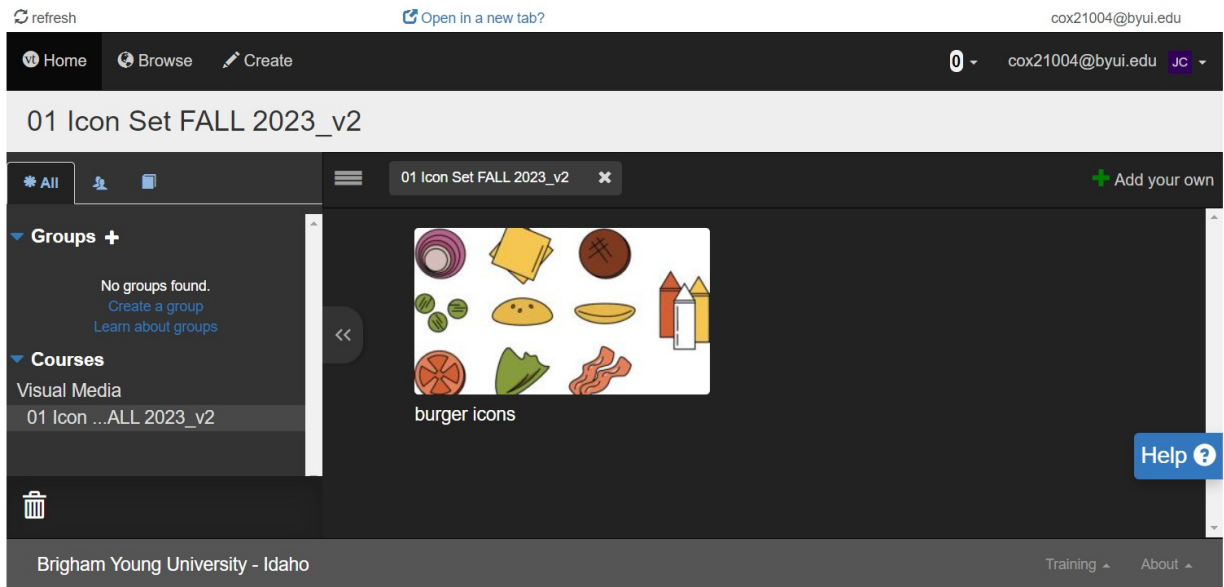 refresh
Open in a new tab?
cox21004@byui.edu
vt Home
Browse
Create
0
cox21004@byui.edu JC
01 Icon Set FALL 2023_v2
All
01 Icon Set FALL 2023_v2
Add your own
Groups
No groups found.
Create a group
Learn about groups
Courses
Visual Media
01 Icon ...ALL 2023_v2
burger icons
Help ?
Brigham Young University - Idaho
Training
About